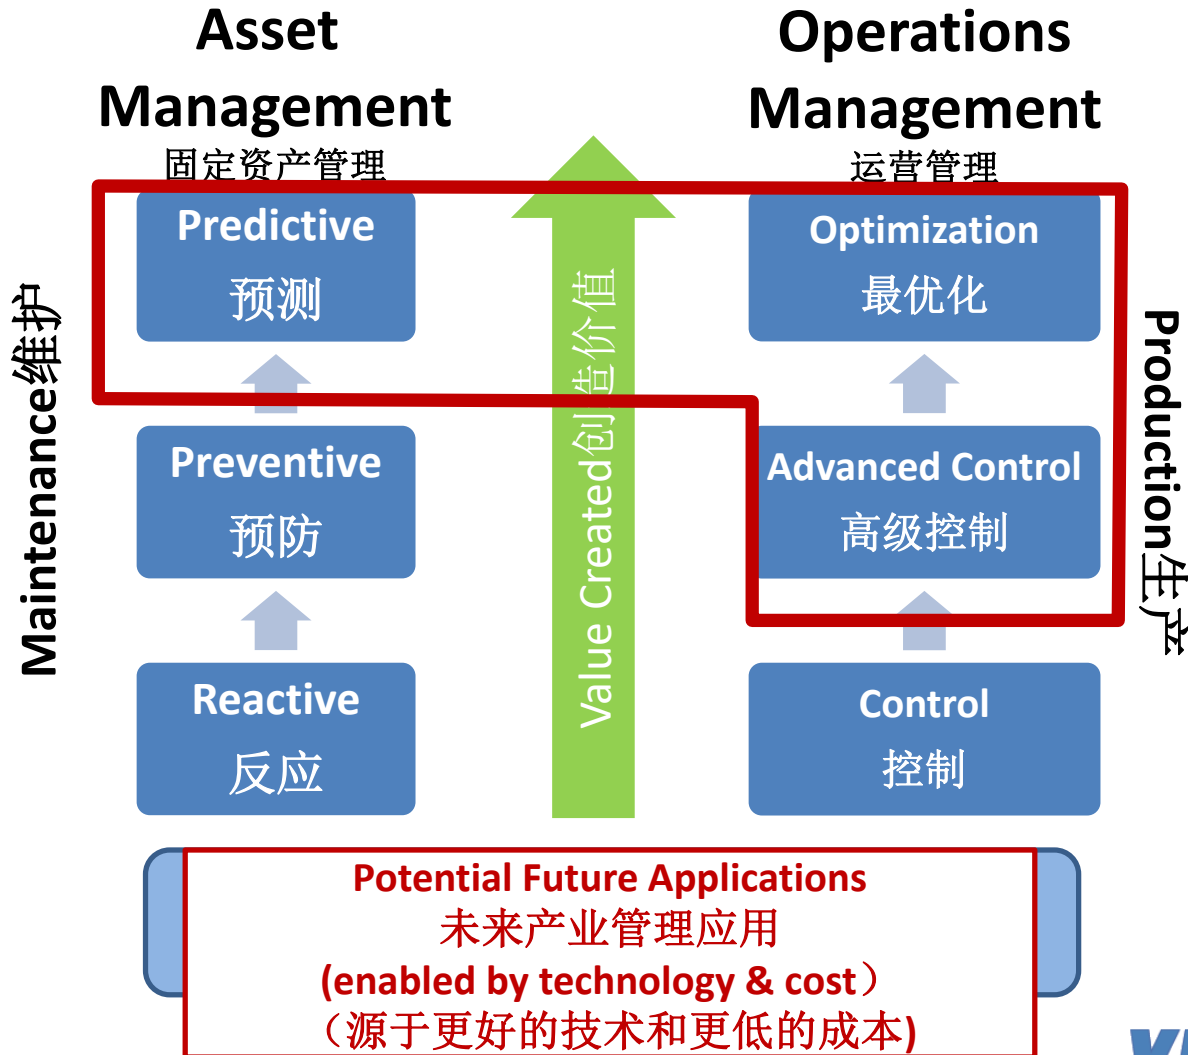 Asset
Management
固定资产管理
Operations
Management
运营管理
Maintenance维护
Predictive
预测
Preventive
预防
Reactive
反应
Value Created创造价值
Optimization
最优化
Advanced Control
高级控制
Control
控制
Production生产
Potential Future Applications
未来产业管理应用
(enabled by technology & cost）
（源于更好的技术和更低的成本)